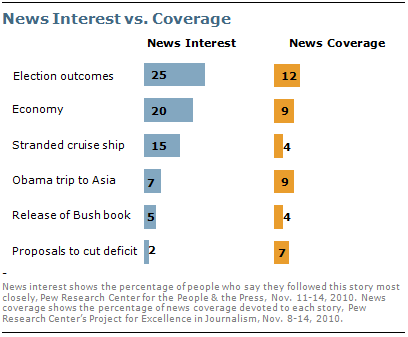 News Interest vs. Coverage
News Interest News Coverage
Election outcomes 25 12
Economy 20 9
Stranded cruise ship 15 4
Obama trip to Asia 7 9
Release of Bush book 5 4
Proposals to cut deficit 2 7
-
News interest shows the percentage of people who say they followed this story most
closely, Pew Research Center for the People & the Press, Nov. 11-14, 2010. News
coverage shows the percentage of news coverage devoted to each story, Pew
Research Center's Project for Excellence in Journalism, Nov. 8-14, 2010.